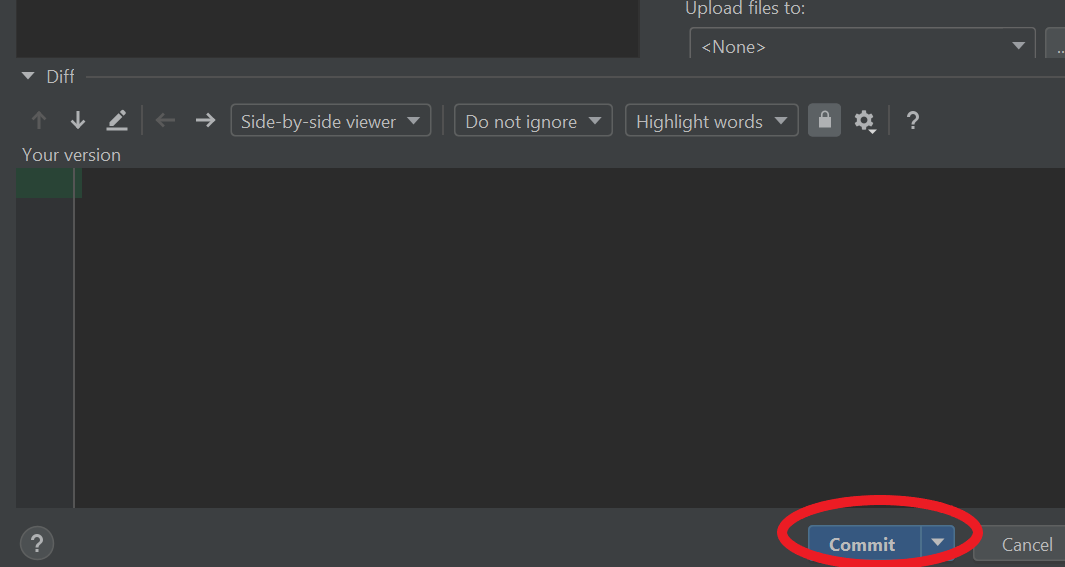 Upload files to:
<None>
..
Diff
Side-by-side viewer Do not ignore Highlight words ?
Your version
? Commit Cancel